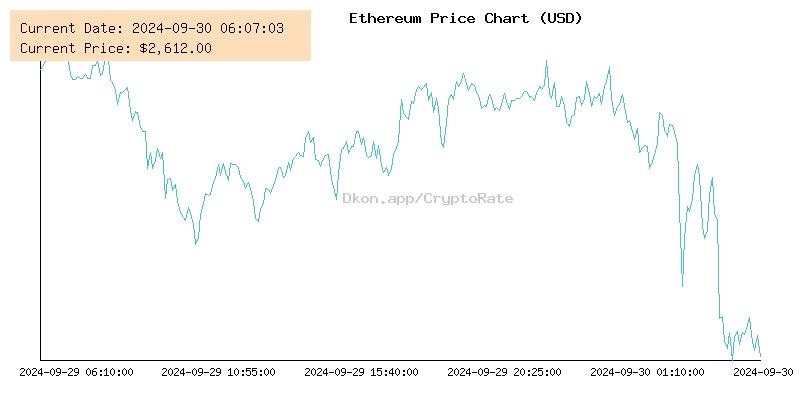 Ethereum Price Chart (USD)
Current Date: 2024-09-30 06:07:03
Current Price: $2,612.00
Dkon.app/CryptoRate
2024-09-29 06:10:00 2024-09-29 10:55:00 2024-09-29 15:40:00 2024-09-29 20:25:00 2024-09-30 01:10:00 2024-09-30